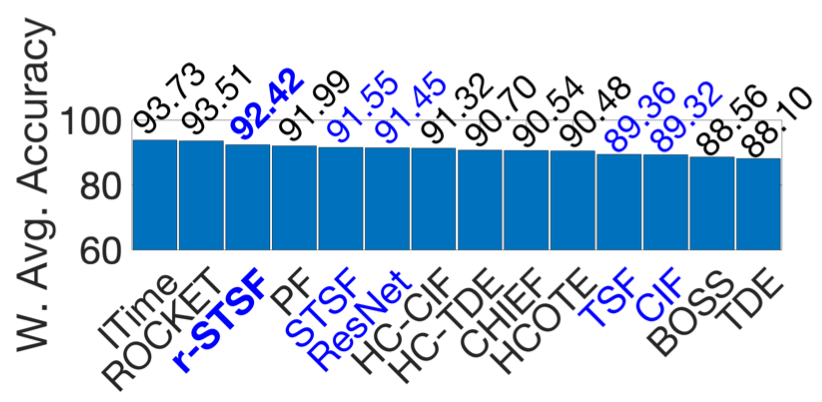 W. Avg. Accuracy
100
80
60
93.73
93.51
92.42
91.99
91.55
91.45
91.32
90.70
90.54
90.48
89.36
89.32
88.56
88.10
ITime
ROCKET
r-STSF
PF
STSF
ResNet
HC-CIF
HC-TDE
CHIEF
HCOTE
TSF
CIF
BOSS
TDE